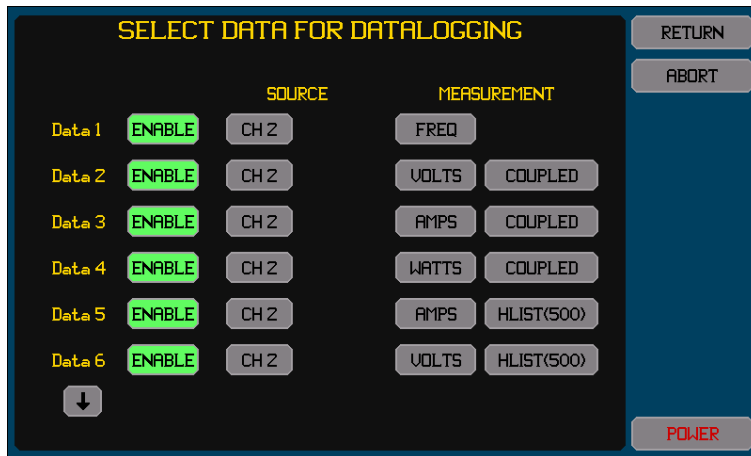 SELECT DATA FOR DATALOGGING
RETURN
ABORT
SOURCE MEASUREMENT
Data 1 ENABLE CH 2 FREQ
Data 2 ENABLE CH 2 VOLTS COUPLED
Data 3 ENABLE CH 2 AMPS COUPLED
Data 4 ENABLE CH 2 WATTS COUPLED
Data 5 ENABLE CH 2 AMPS HLIST(500)
Data 6 ENABLE CH 2 VOLTS HLIST(500)
POWER